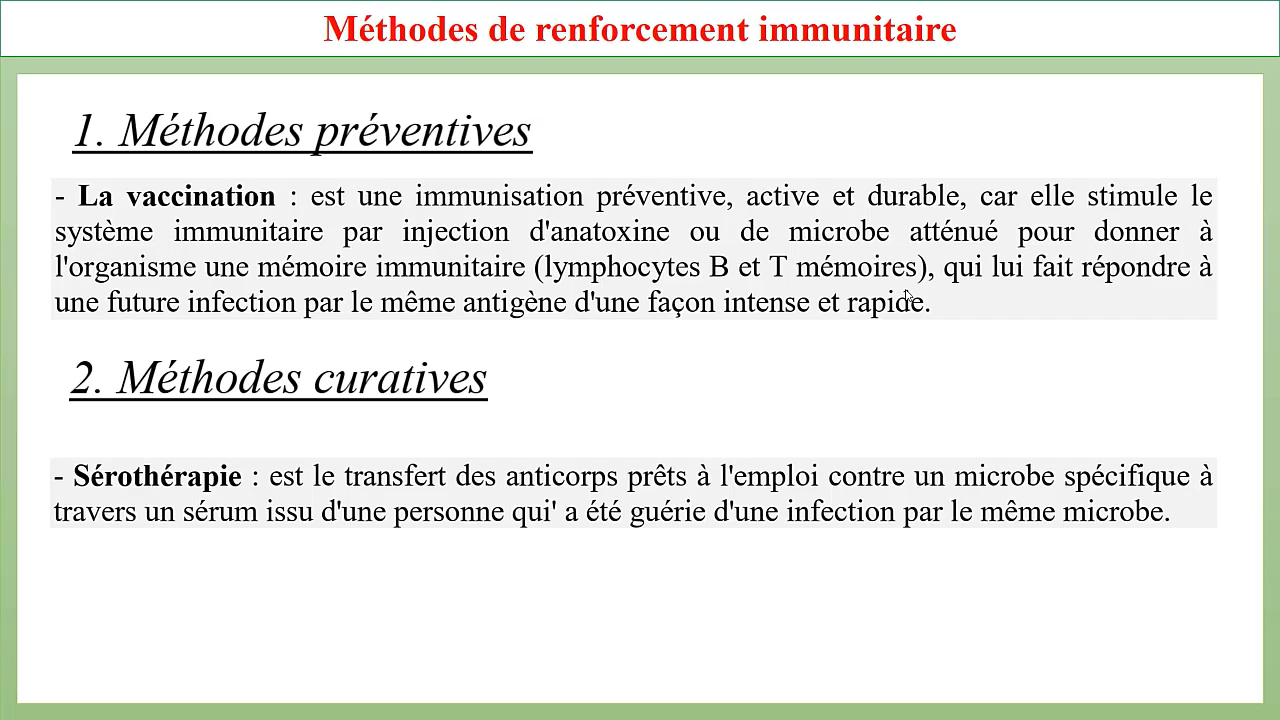 Méthodes de renforcement immunitaire
1. Méthodes préventives
- La vaccination : est une immunisation préventive, active et durable, car elle stimule le
système immunitaire par injection d'anatoxine ou de microbe atténué pour donner à
l'organisme une mémoire immunitaire (lymphocytes B et T mémoires), qui lui fait répondre à
une future infection par le même antigène d'une façon intense et rapide.
2. Méthodes curatives
- Sérothérapie : est le transfert des anticorps prêts à l'emploi contre un microbe spécifique à
travers un sérum issu d'une personne qui' a été guérie d'une infection par le même microbe.